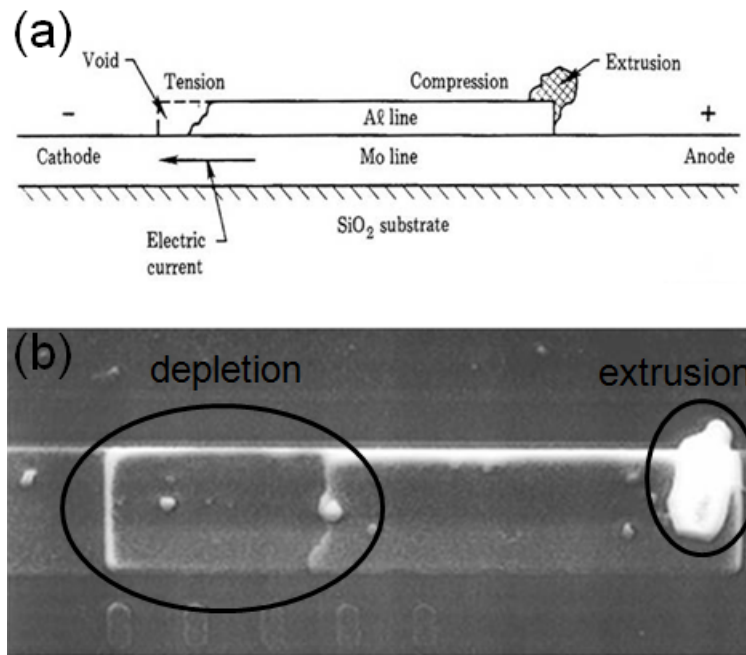 (a)
Void
Tension
Compression
Extrusion
−
Aℓ line
+
Cathode
Mo line
Anode
Electric
current
SiO₂ substrate
(b)
depletion
extrusion